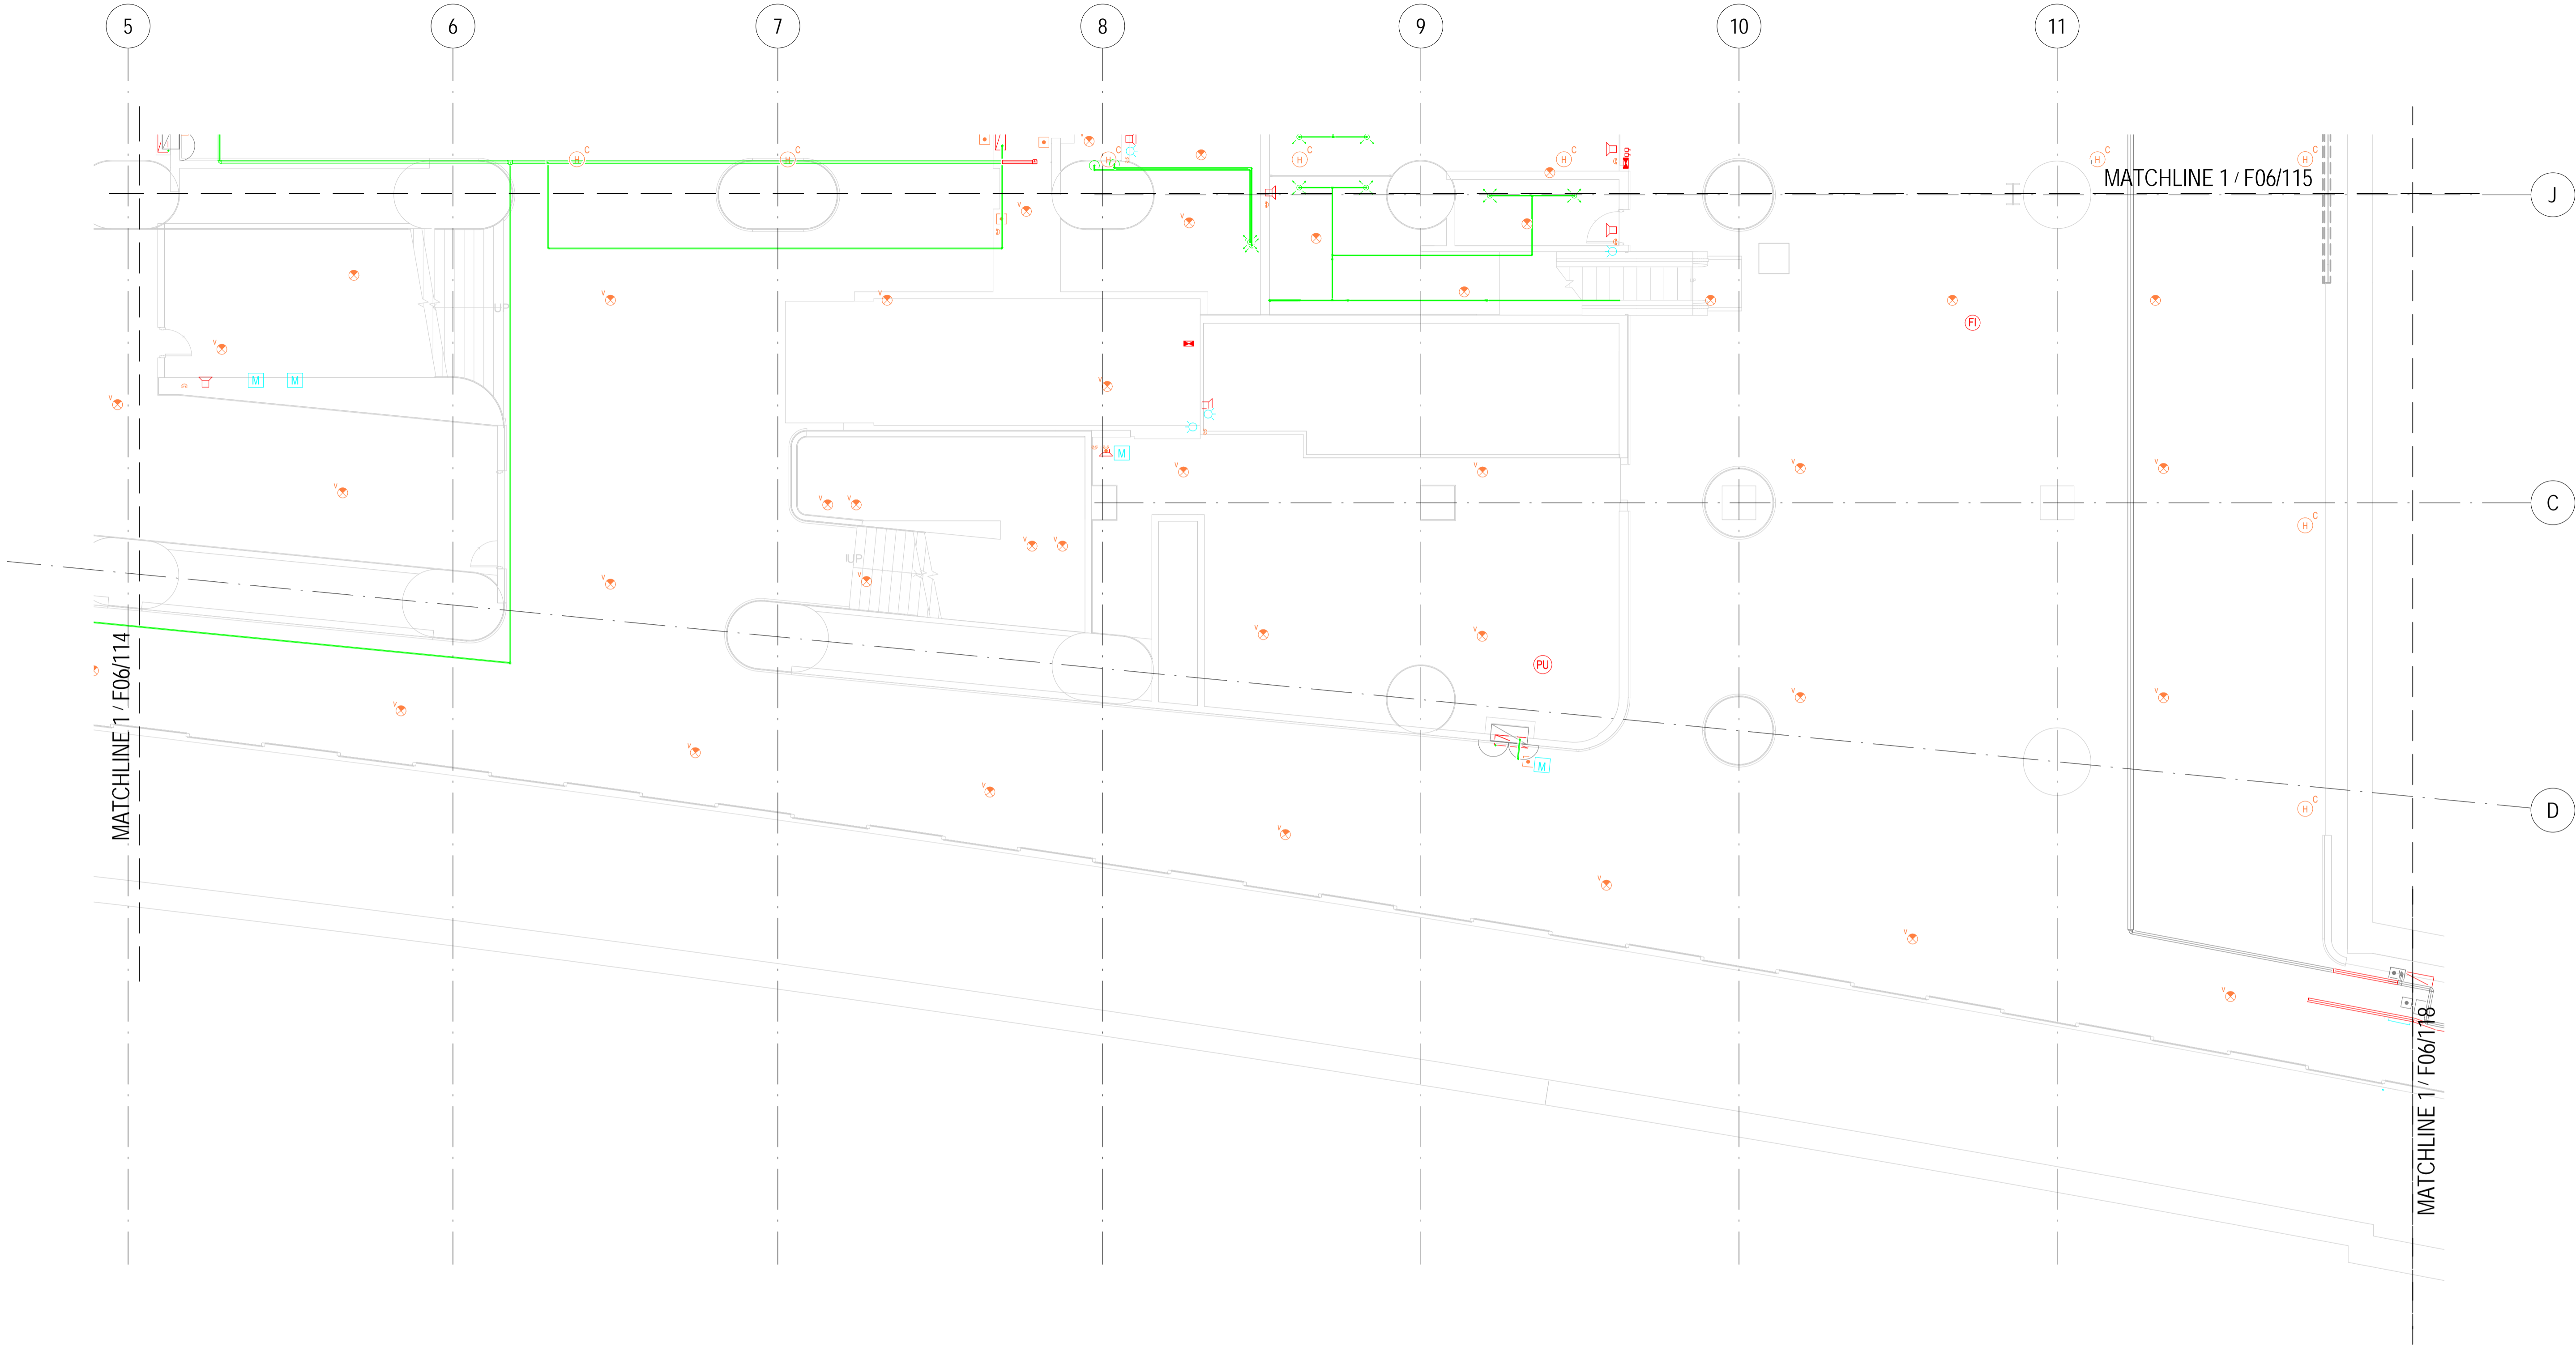 5 6 7 8 9 10 11
H C H C H C H C H C H C H C
MATCHLINE 1 / F06/115
J
V V
UP
V V V
FI
V M M
V V
M
V V V V V
C
V V V
H C
V V
UP
V V
V V
PU
MATCHLINE 1 / F06/114
V V V
V
M
V
H C
D
V
V
V
V
MATCHLINE 1 / F06/118